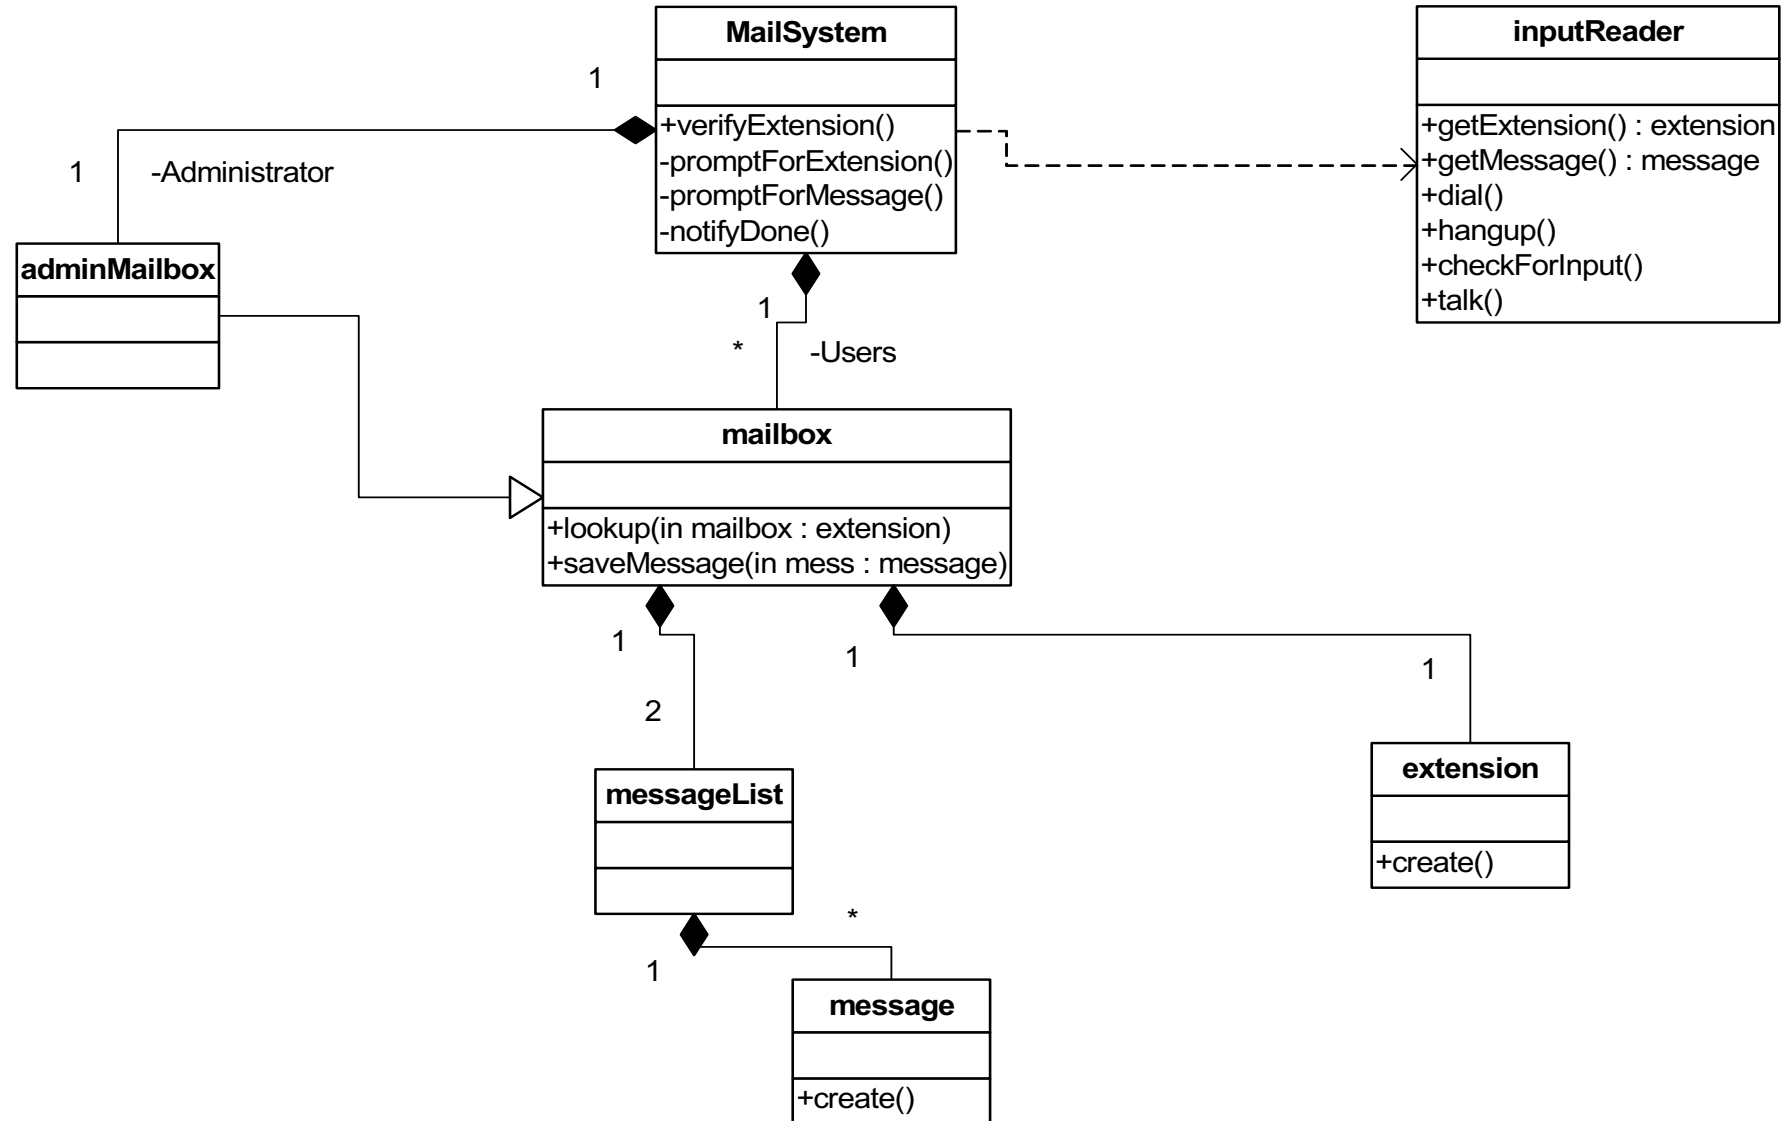 MailSystem
+verifyExtension()
-promptForExtension()
-promptForMessage()
-notifyDone()
inputReader
+getExtension() : extension
+getMessage() : message
+dial()
+hangup()
+checkForInput()
+talk()
1
1
-Administrator
adminMailbox
1
*
-Users
mailbox
+lookup(in mailbox : extension)
+saveMessage(in mess : message)
1
2
1
1
messageList
extension
+create()
1
*
message
+create()